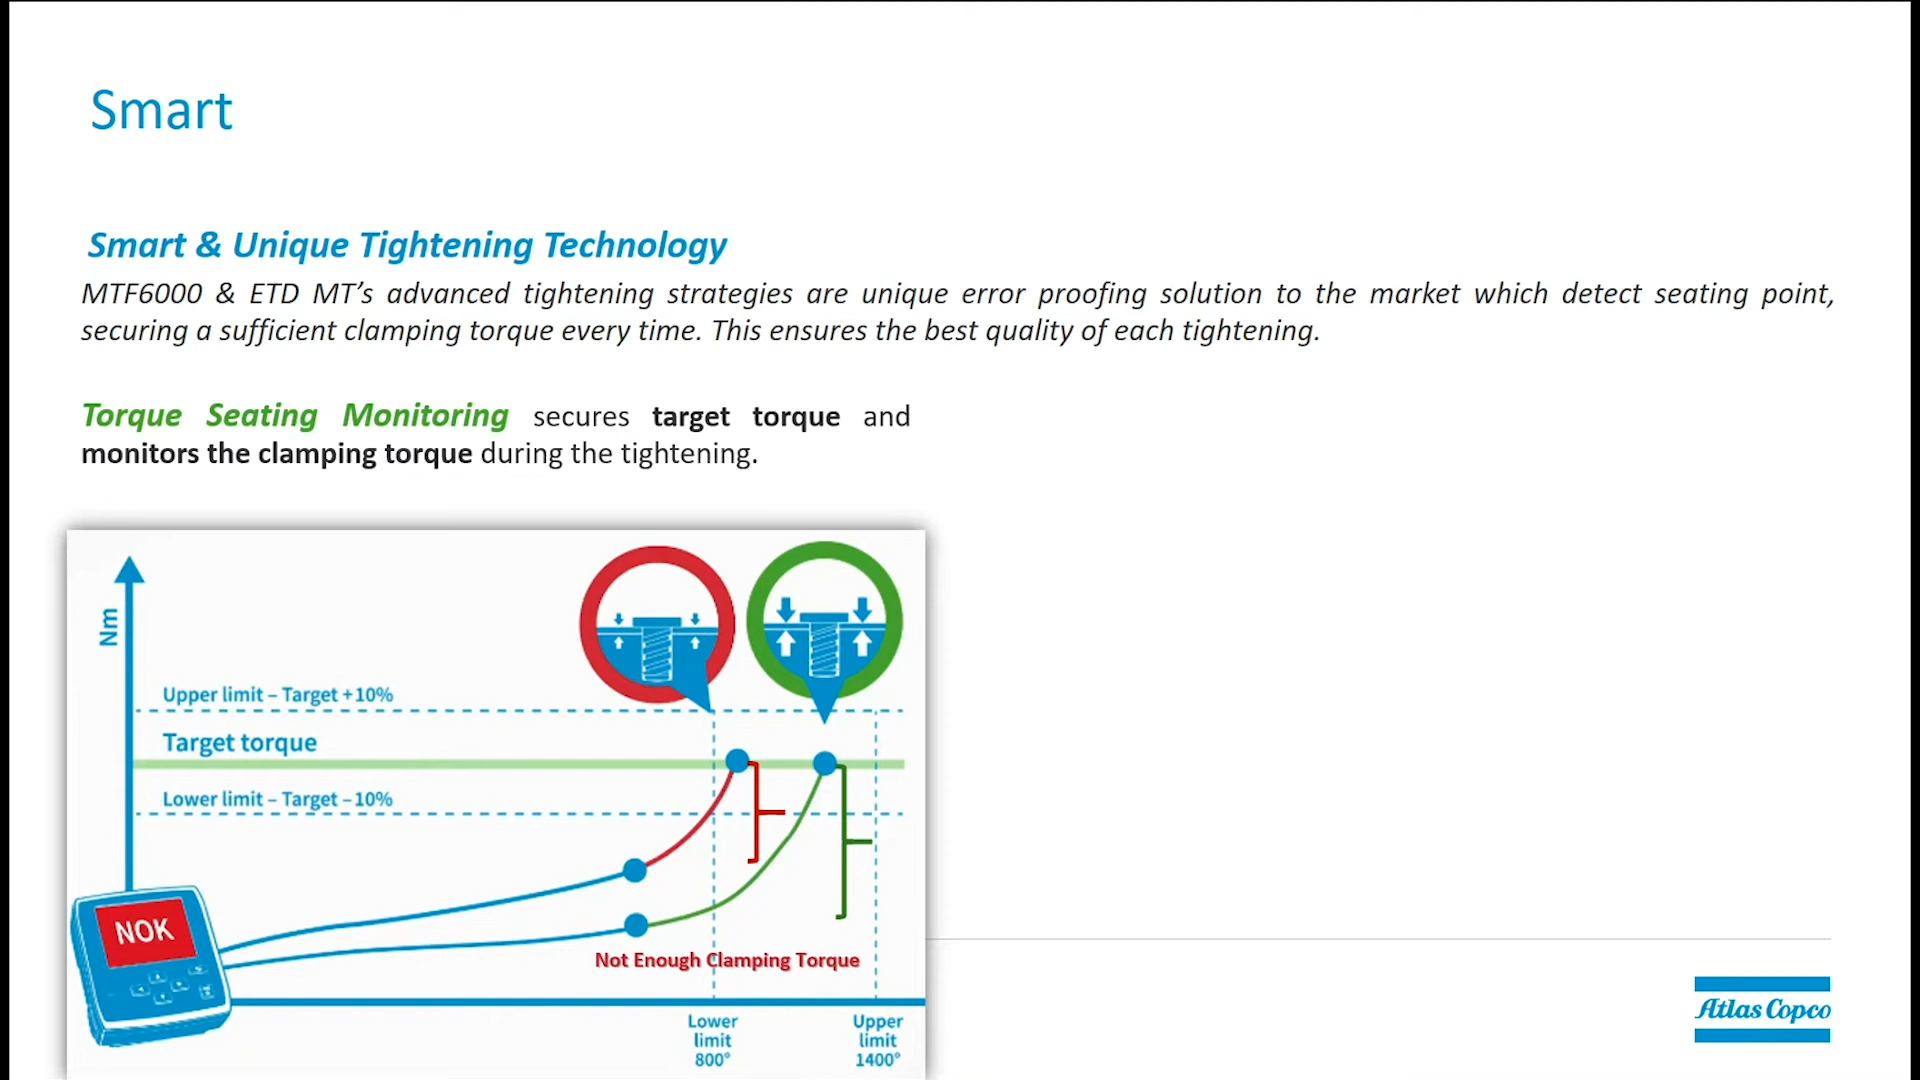 Smart
Smart & Unique Tightening Technology
MTF6000 & ETD MT’s advanced tightening strategies are unique error proofing solution to the market which detect seating point,
securing a sufficient clamping torque every time. This ensures the best quality of each tightening.
Torque Seating Monitoring secures target torque and
monitors the clamping torque during the tightening.
Nm
Upper limit – Target +10%
Target torque
Lower limit – Target –10%
NOK
Not Enough Clamping Torque
Lower
limit
800°
Upper
limit
1400°
Atlas Copco